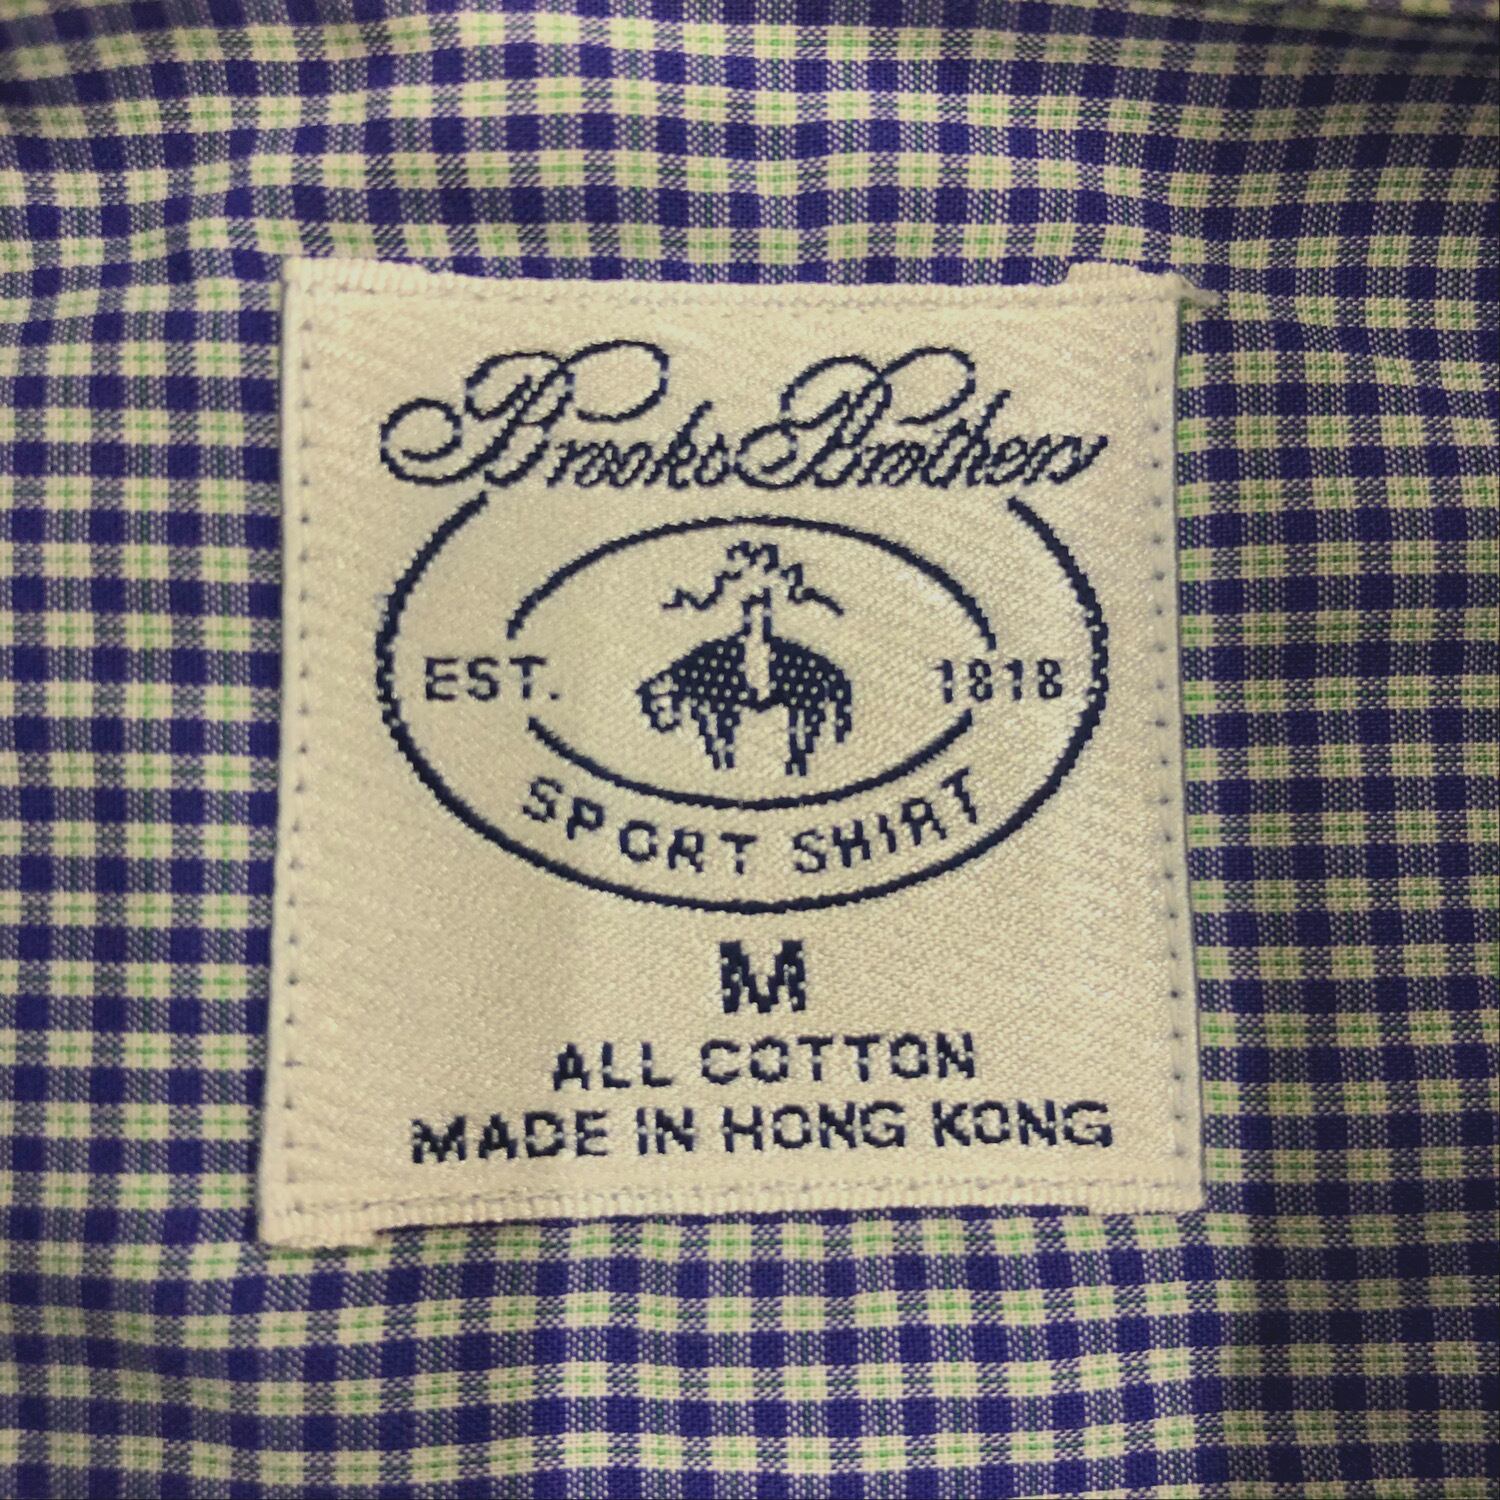 Brooks Brothers
EST. 1818
SPORT SHIRT
M
ALL COTTON
MADE IN HONG KONG